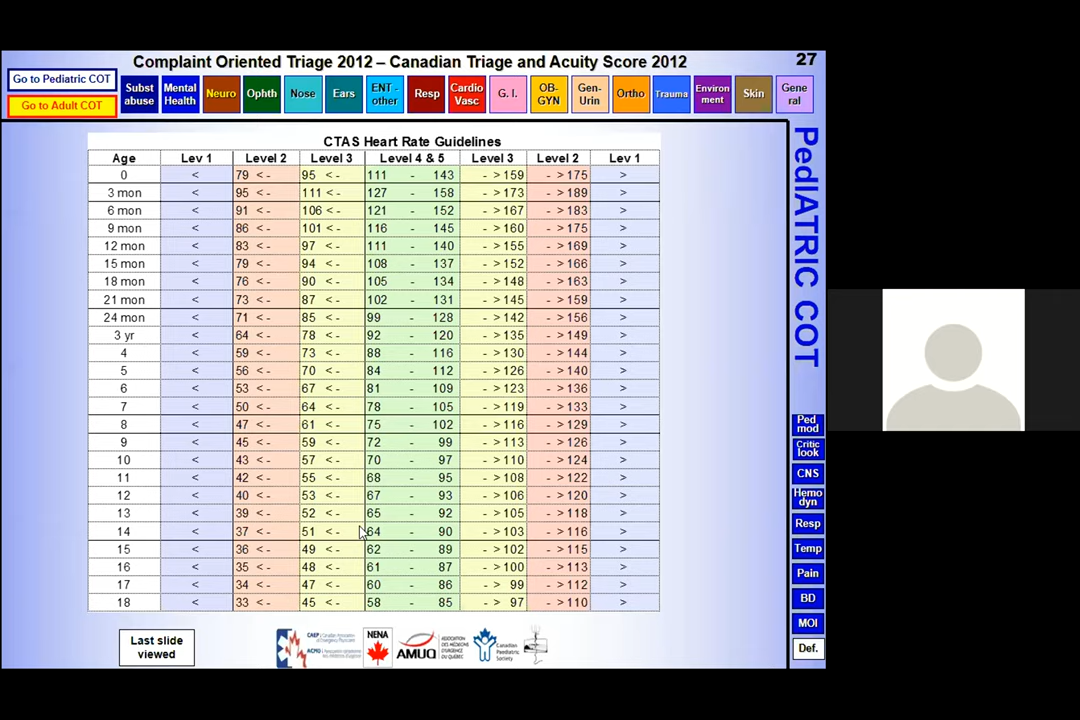 Complaint Oriented Triage 2012 – Canadian Triage and Acuity Score 2012
27
Go to Pediatric COT
Go to Adult COT
Subst abuse
Mental Health
Neuro
Ophth
Nose
Ears
ENT - other
Resp
Cardio Vasc
G. I.
OB-GYN
Gen-Urin
Ortho
Trauma
Environ ment
Skin
Gene ral
CTAS Heart Rate Guidelines
Age Lev 1 Level 2 Level 3 Level 4 & 5 Level 3 Level 2 Lev 1
0 < 79 <- 95 <- 111 - 143 - > 159 - > 175 >
3 mon < 95 <- 111 <- 127 - 158 - > 173 - > 189 >
6 mon < 91 <- 106 <- 121 - 152 - > 167 - > 183 >
9 mon < 86 <- 101 <- 116 - 145 - > 160 - > 175 >
12 mon < 83 <- 97 <- 111 - 140 - > 155 - > 169 >
15 mon < 79 <- 94 <- 108 - 137 - > 152 - > 166 >
18 mon < 76 <- 90 <- 105 - 134 - > 148 - > 163 >
21 mon < 73 <- 87 <- 102 - 131 - > 145 - > 159 >
24 mon < 71 <- 85 <- 99 - 128 - > 142 - > 156 >
3 yr < 64 <- 78 <- 92 - 120 - > 135 - > 149 >
4 < 59 <- 73 <- 88 - 116 - > 130 - > 144 >
5 < 56 <- 70 <- 84 - 112 - > 126 - > 140 >
6 < 53 <- 67 <- 81 - 109 - > 123 - > 136 >
7 < 50 <- 64 <- 78 - 105 - > 119 - > 133 >
8 < 47 <- 61 <- 75 - 102 - > 116 - > 129 >
9 < 45 <- 59 <- 72 - 99 - > 113 - > 126 >
10 < 43 <- 57 <- 70 - 97 - > 110 - > 124 >
11 < 42 <- 55 <- 68 - 95 - > 108 - > 122 >
12 < 40 <- 53 <- 67 - 93 - > 106 - > 120 >
13 < 39 <- 52 <- 65 - 92 - > 105 - > 118 >
14 < 37 <- 51 <- 64 - 90 - > 103 - > 116 >
15 < 36 <- 49 <- 62 - 89 - > 102 - > 115 >
16 < 35 <- 48 <- 61 - 87 - > 100 - > 113 >
17 < 34 <- 47 <- 60 - 86 - > 99 - > 112 >
18 < 33 <- 45 <- 58 - 85 - > 97 - > 110 >
PedIATRIC COT
Ped mod
Critic look
CNS
Hemo dyn
Resp
Temp
Pain
BD
MOI
Def.
Last slide
viewed
NENA
AMUQ
Canadian
Paediatric
Society